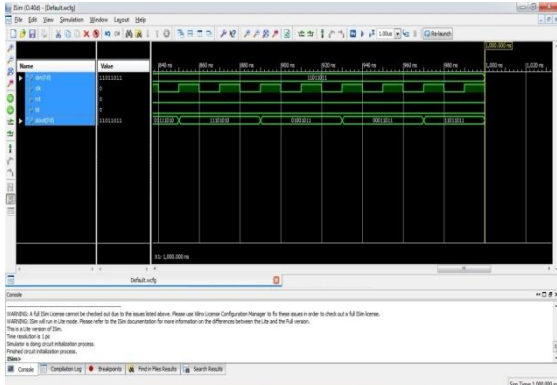 ISim (O.40d) - [Default.wcfg]
File Edit View Simulation Window Layout Help
1.00us Re-launch
1,000.000 ns
Name Value 840 ns 860 ns 880 ns 900 ns 920 ns 940 ns 960 ns 980 ns 1,000 ns 1,020 ns
11011011 11011011
clk 0
0
0
11011011 11101010 01001011 00011011 11011011
X1: 1,000.000 ns
Default.wcfg
Console
WARNING: A full ISim License cannot be checked out due to the issues listed above. Please use Xilinx License Configuration Manager to fix these issues in order to check out a full ISim license.
WARNING: ISim will run in Lite mode. Please refer to the ISim documentation for more information on the differences between the Lite and the Full version.
This is a Lite version of ISim.
Time resolution is 1 ps
Simulator is doing circuit initialization process.
Finished circuit initialization process.
ISim>
Console Compilation Log Breakpoints Find in Files Results Search Results
Sim Time: 1,000,000 ps